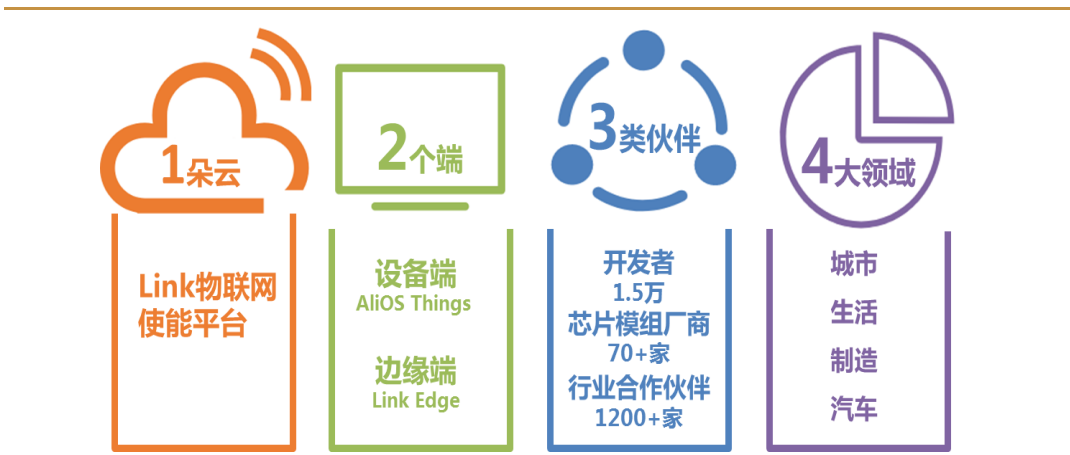 1朵云
Link物联网
使能平台
2个端
设备端
AliOS Things
边缘端
Link Edge
3类伙伴
开发者
1.5万
芯片模组厂商
70+家
行业合作伙伴
1200+家
4大领域
城市
生活
制造
汽车